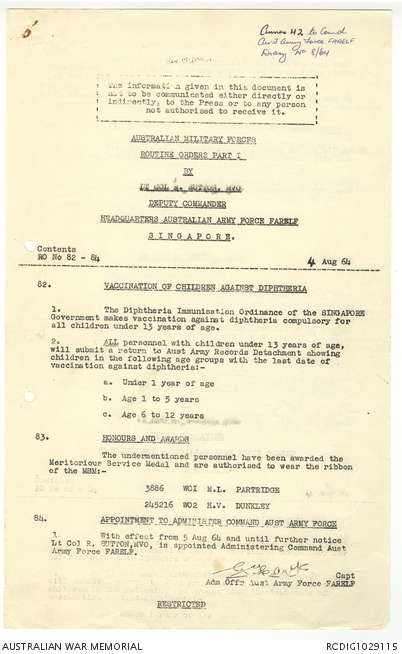 Annex 42 to Comd
Aust Army Force FARELF
Diary No 8/64
The information given in this document is
not to be communicated either directly or
indirectly, to the Press or to any person
not authorised to receive it.
AUSTRALIAN MILITARY FORCES
ROUTINE ORDERS PART I
BY
LT COL R. SUTTON, MVO
DEPUTY COMMANDER
HEADQUARTERS AUSTRALIAN ARMY FORCE FARELF
SINGAPORE.
Contents
RO No 82 - 84
4 Aug 64
82. VACCINATION OF CHILDREN AGAINST DIPHTHERIA
1. The Diphtheria Immunisation Ordinance of the SINGAPORE
Government makes vaccination against diphtheria compulsory for
all children under 13 years of age.
2. ALL personnel with children under 13 years of age,
will submit a return to Aust Army Records Detachment showing
children in the following age groups with the last date of
vaccination against diphtheria:-
a. Under 1 year of age
b. Age 1 to 5 years
c. Age 6 to 12 years
83. HONOURS AND AWARDS
The undermentioned personnel have been awarded the
Meritorious Service Medal and are authorised to wear the ribbon
of the MSM:-
3886 WO1 M.L. PARTRIDGE
245216 WO2 H.V. DUNKLEY
84. APPOINTMENT TO ADMINISTER COMMAND AUST ARMY FORCE
1. With effect from 5 Aug 64 and until further notice
Lt Col R. SUTTON,MVO, is appointed Administering Command Aust
Army Force FARELF.
Capt
Adm Offr Aust Army Force FARELF
RESTRICTED
AUSTRALIAN WAR MEMORIAL
RCDIG1029115